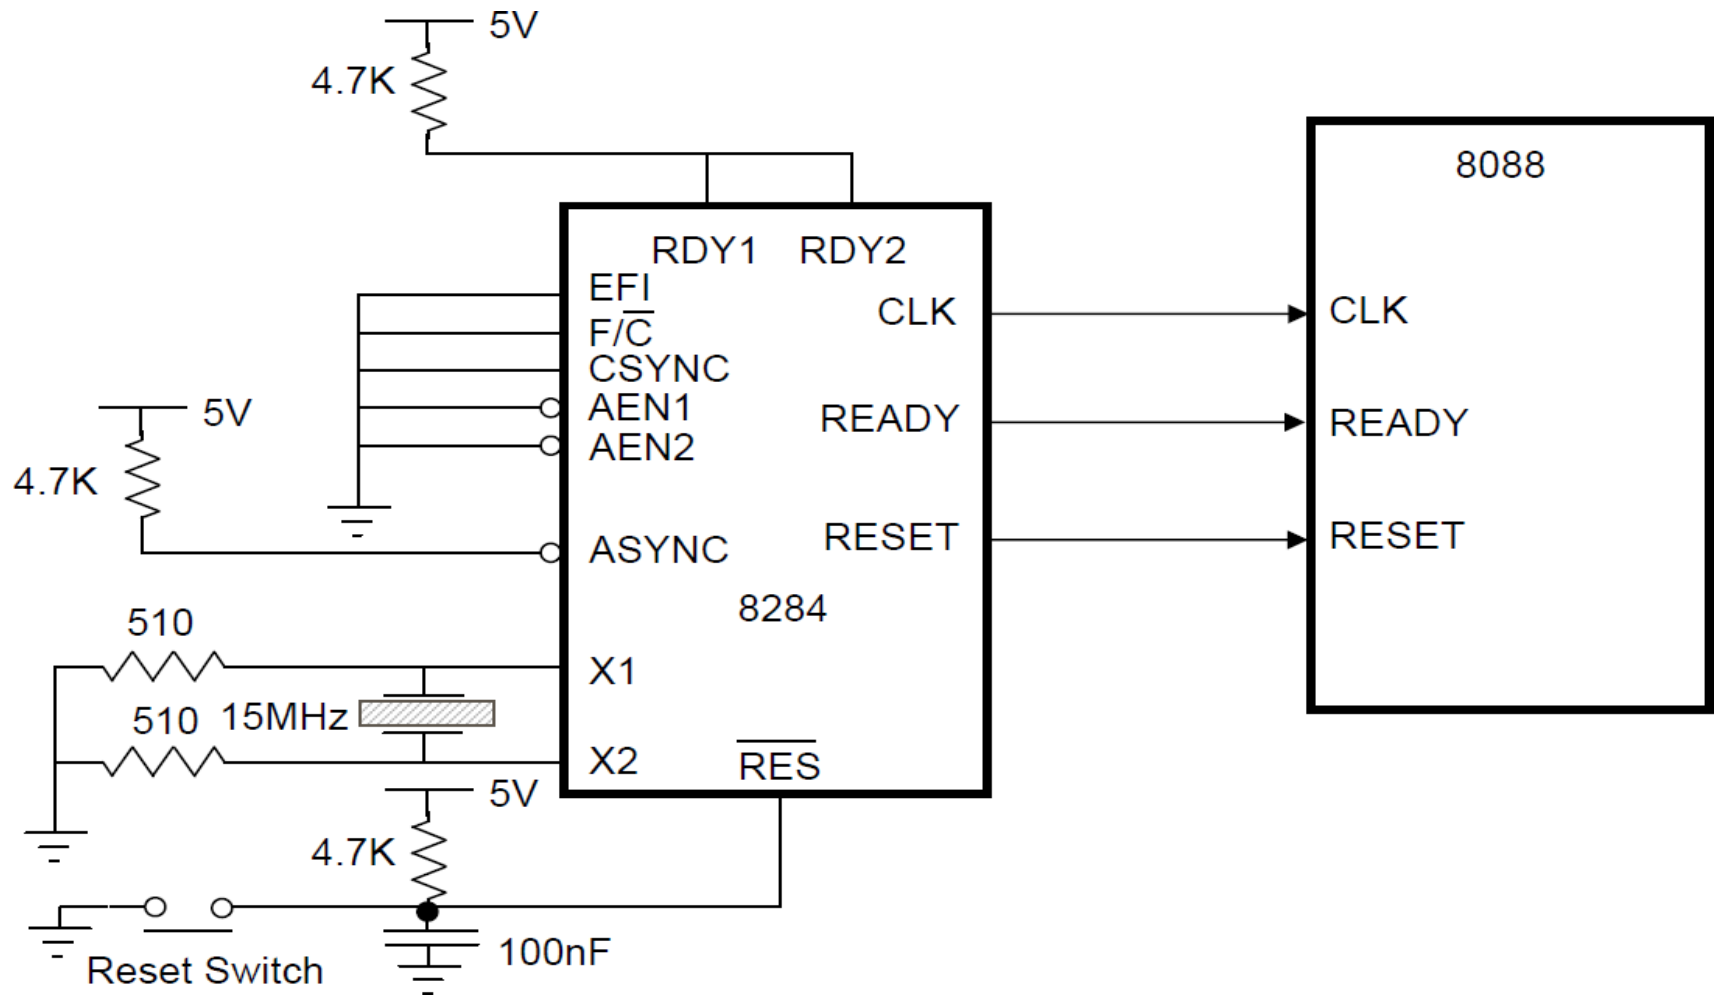 5V
4.7K
8088
RDY1 RDY2
EFI
F/C̅
CSYNC
AEN1
AEN2
ASYNC
CLK
READY
RESET
CLK
READY
RESET
5V
4.7K
8284
510
X1
15MHz
510
X2
R̅E̅S̅
5V
4.7K
100nF
Reset Switch